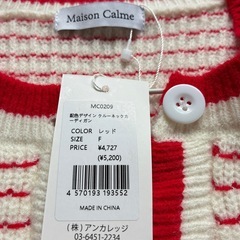 Maison Calme
MC0209
配色デザイン クルーネックカ
ーディガン
COLOR レッド
SIZE F
PRICE ¥4,727
(¥5,200)
4 570193 193552
MADE IN CHINA
(株)アンカレッジ
03-6451-2234